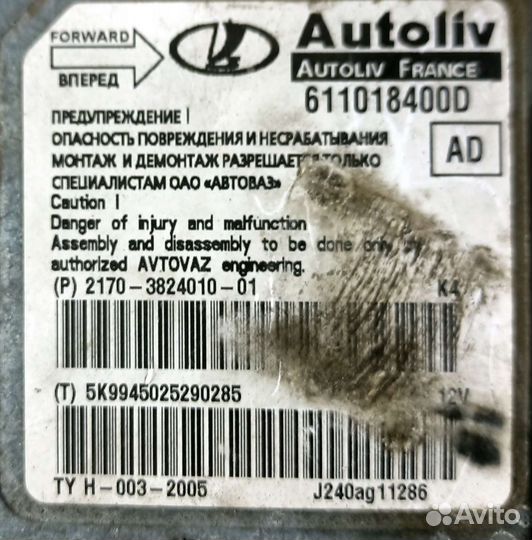 FORWARD
ВПЕРЕД
Autoliv
AUTOLIV FRANCE
611018400D
AD
ПРЕДУПРЕЖДЕНИЕ !
ОПАСНОСТЬ ПОВРЕЖДЕНИЯ И НЕСРАБАТЫВАНИЯ
МОНТАЖ И ДЕМОНТАЖ РАЗРЕШАЕТСЯ ТОЛЬКО
СПЕЦИАЛИСТАМ ОАО «АВТОВАЗ»
Caution !
Danger of injury and malfunction
Assembly and disassembly to be done only by
authorized AVTOVAZ engineering.
(P) 2170-3824010-01 K4
(T) 5K9945025290285 12V
TY H-003-2005 J240ag11286
Avito